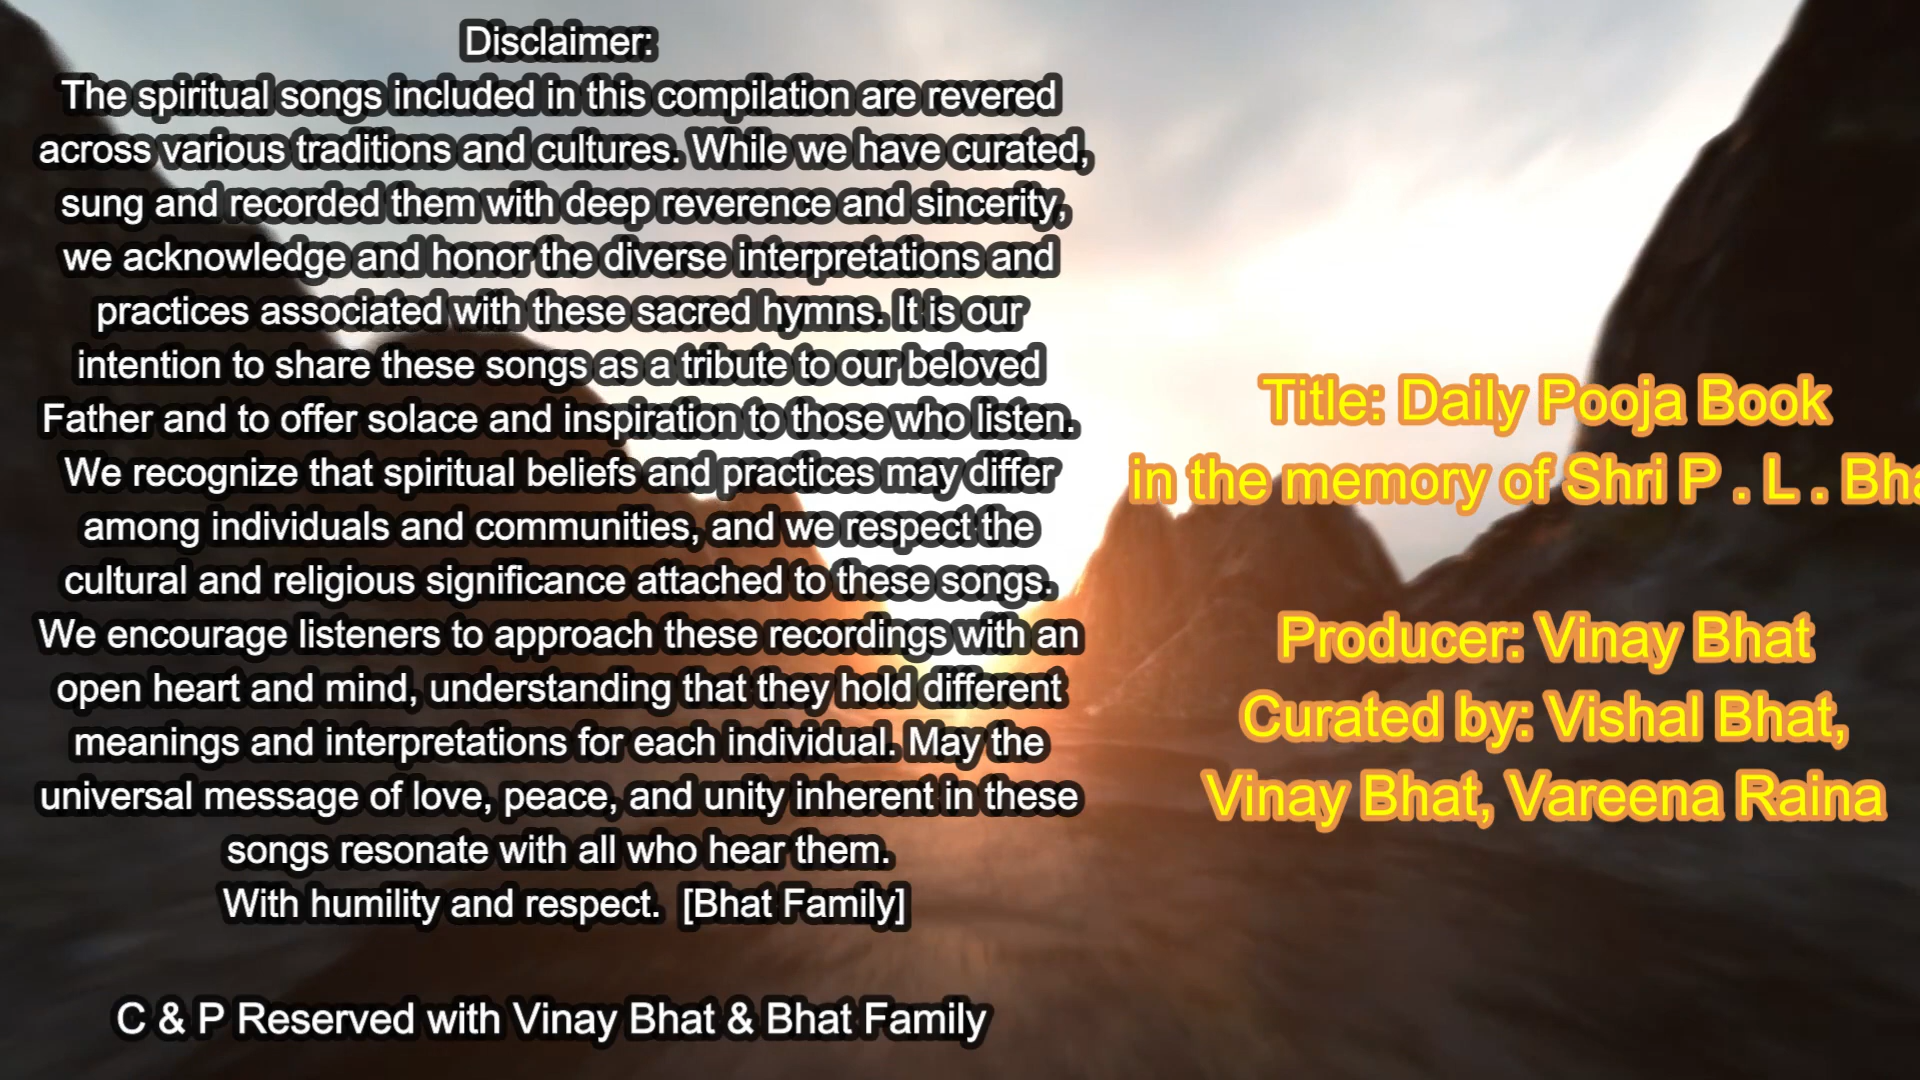 Disclaimer:
The spiritual songs included in this compilation are revered
across various traditions and cultures. While we have curated,
sung and recorded them with deep reverence and sincerity,
we acknowledge and honor the diverse interpretations and
practices associated with these sacred hymns. It is our
intention to share these songs as a tribute to our beloved
Father and to offer solace and inspiration to those who listen.
We recognize that spiritual beliefs and practices may differ
among individuals and communities, and we respect the
cultural and religious significance attached to these songs.
We encourage listeners to approach these recordings with an
open heart and mind, understanding that they hold different
meanings and interpretations for each individual. May the
universal message of love, peace, and unity inherent in these
songs resonate with all who hear them.
With humility and respect.  [Bhat Family]
C & P Reserved with Vinay Bhat & Bhat Family
Title: Daily Pooja Book
in the memory of Shri P . L .
Producer: Vinay Bhat
Curated by: Vishal Bhat,
Vinay Bhat, Vareena Raina